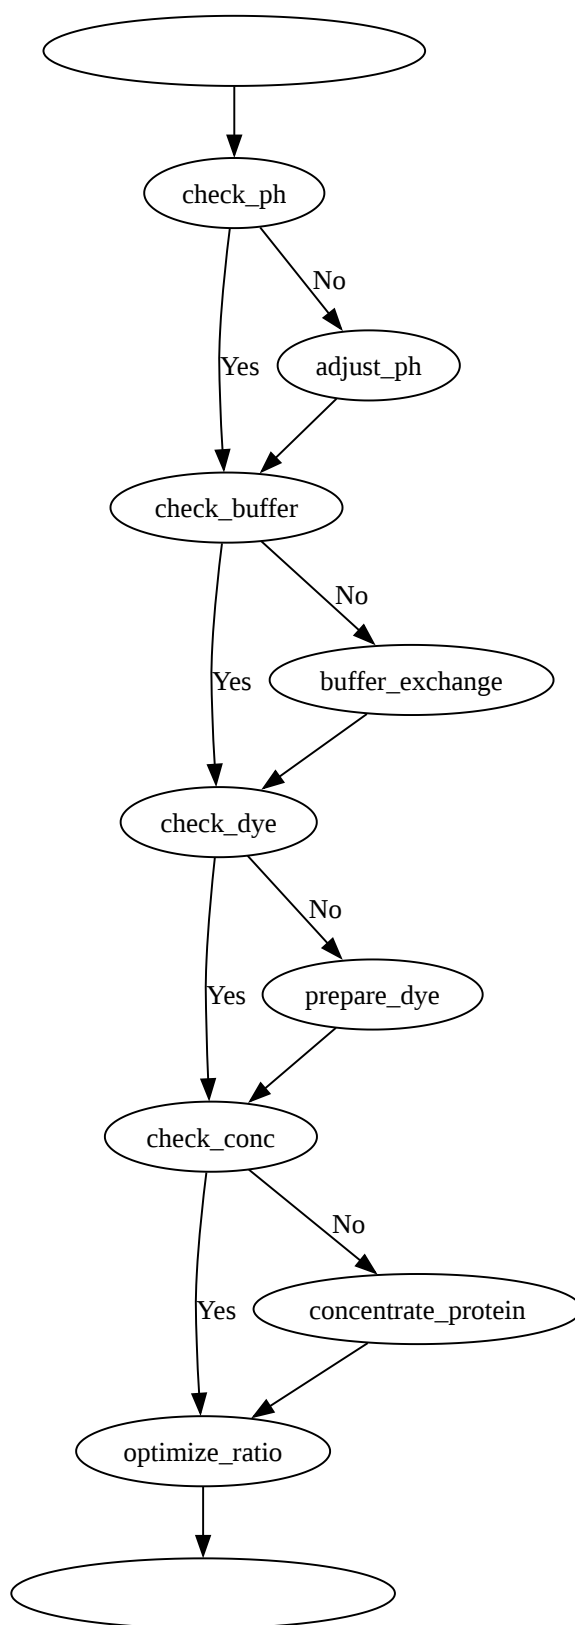 check_ph
No
Yes
adjust_ph
check_buffer
No
Yes
buffer_exchange
check_dye
No
Yes
prepare_dye
check_conc
No
Yes
concentrate_protein
optimize_ratio